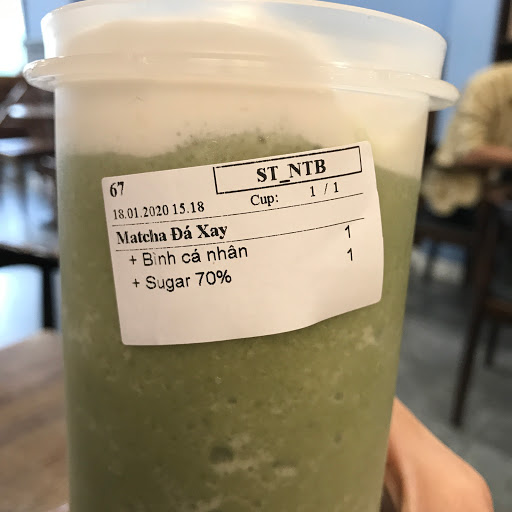 67
ST_NTB
18.01.2020 15.18
Cup: 1 / 1
Matcha Đá Xay 1
+ Bình cá nhân 1
+ Sugar 70%